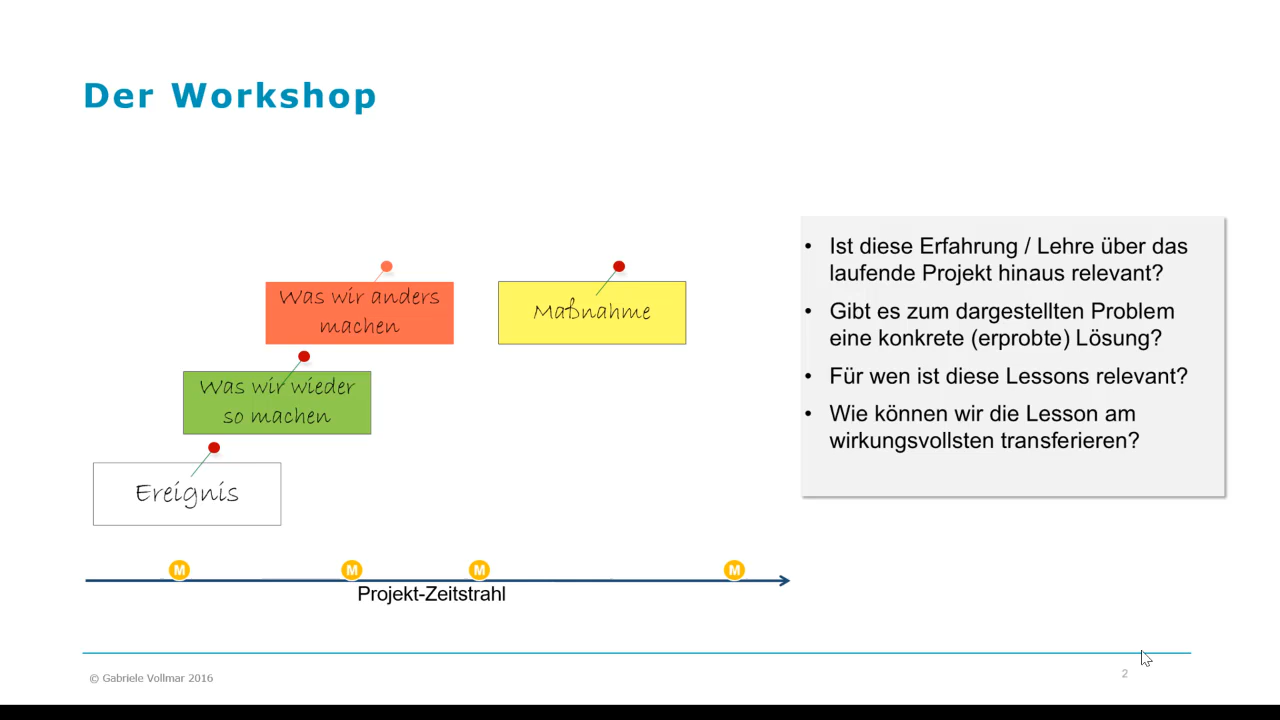 Der Workshop
Was wir anders
machen
Maßnahme
Was wir wieder
so machen
Ereignis
M
M
M
M
Projekt-Zeitstrahl
• Ist diese Erfahrung / Lehre über das
laufende Projekt hinaus relevant?
• Gibt es zum dargestellten Problem
eine konkrete (erprobte) Lösung?
• Für wen ist diese Lessons relevant?
• Wie können wir die Lesson am
wirkungsvollsten transferieren?
© Gabriele Vollmar 2016
2